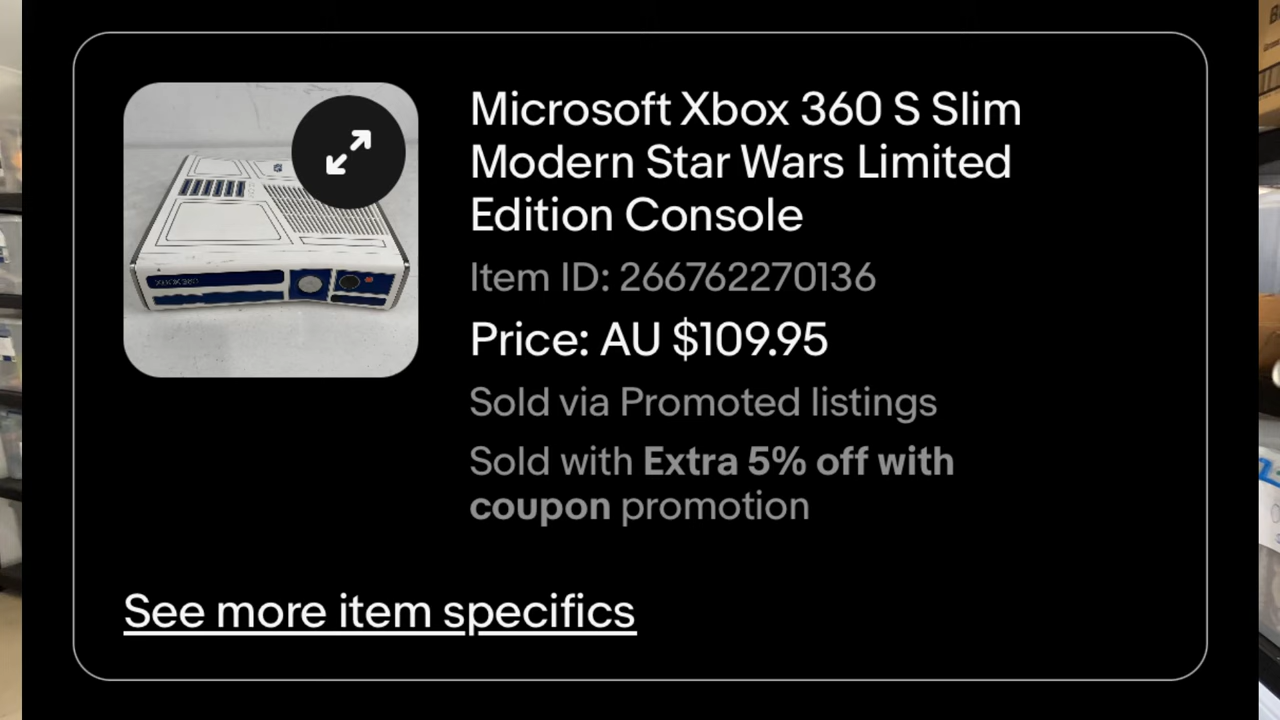 Microsoft Xbox 360 S Slim
Modern Star Wars Limited
Edition Console
Item ID: 266762270136
Price: AU $109.95
Sold via Promoted listings
Sold with Extra 5% off with
coupon promotion
See more item specifics